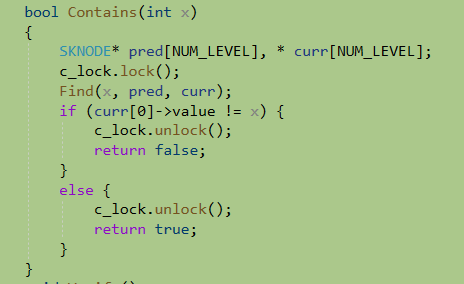 bool Contains(int x)
{
    SKNODE* pred[NUM_LEVEL], * curr[NUM_LEVEL];
    c_lock.lock();
    Find(x, pred, curr);
    if (curr[0]->value != x) {
        c_lock.unlock();
        return false;
    }
    else {
        c_lock.unlock();
        return true;
    }
}